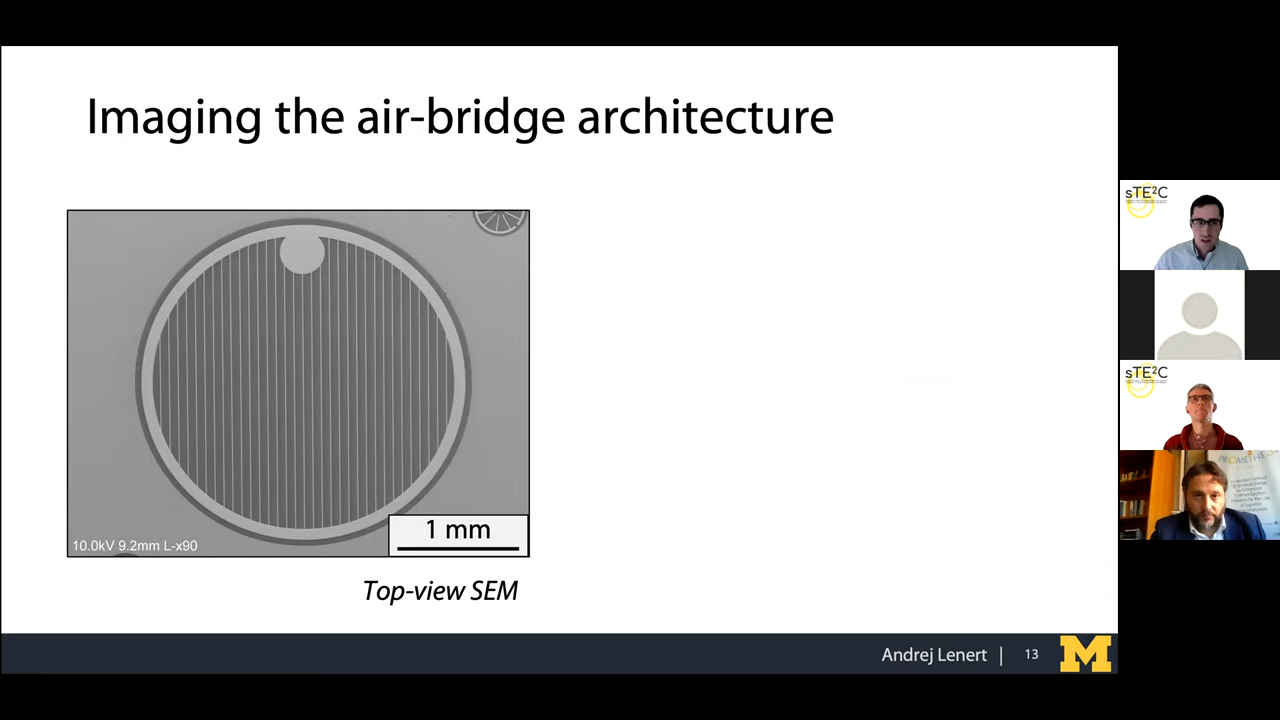 Imaging the air-bridge architecture
1 mm
10.0kV 9.2mm L-x90
Top-view SEM
Andrej Lenert | 13 M
sTE²C
sTE²C